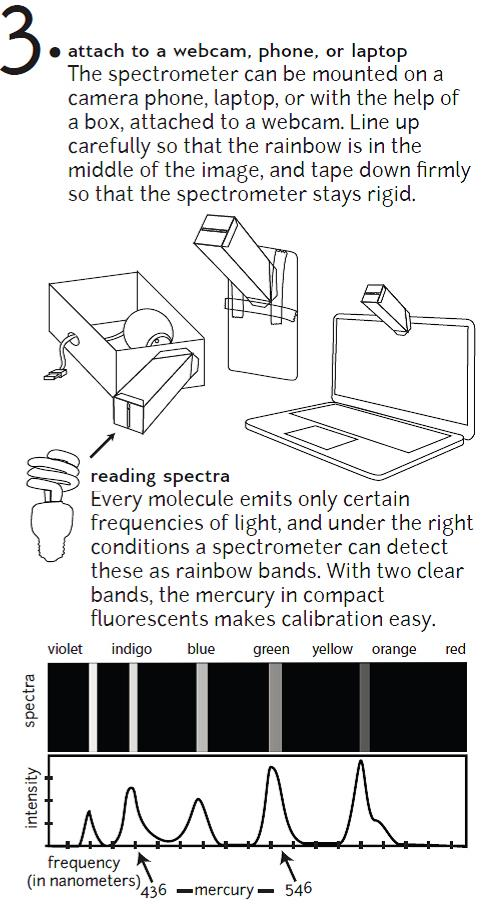 3. attach to a webcam, phone, or laptop
The spectrometer can be mounted on a
camera phone, laptop, or with the help of
a box, attached to a webcam. Line up
carefully so that the rainbow is in the
middle of the image, and tape down firmly
so that the spectrometer stays rigid.
reading spectra
Every molecule emits only certain
frequencies of light, and under the right
conditions a spectrometer can detect
these as rainbow bands. With two clear
bands, the mercury in compact
fluorescents makes calibration easy.
violet indigo blue green yellow orange red
spectra
intensity
frequency
(in nanometers) 436 mercury 546